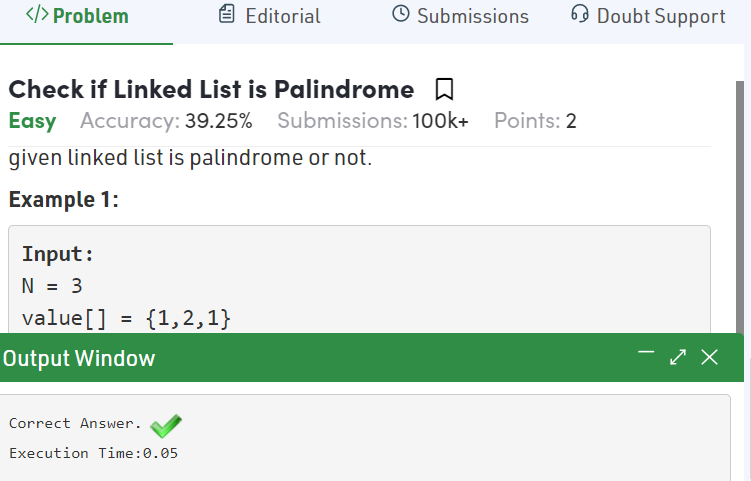 </> Problem Editorial Submissions Doubt Support
Check if Linked List is Palindrome
Easy Accuracy: 39.25% Submissions: 100k+ Points: 2
given linked list is palindrome or not.
Example 1:
Input:
N = 3
value[] = {1,2,1}
Output Window
Correct Answer.
Execution Time:0.05